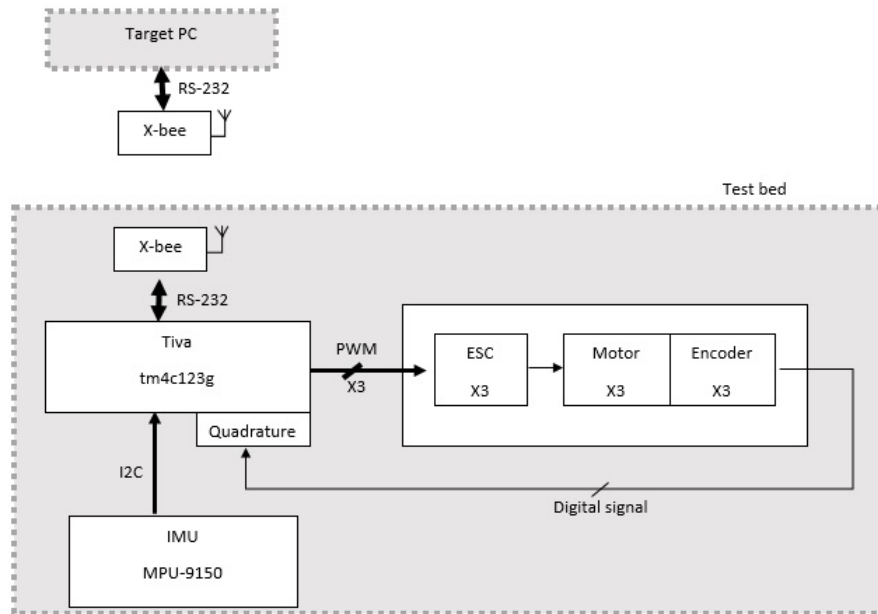 Target PC
RS-232
X-bee
Test bed
X-bee
RS-232
Tiva
tm4c123g
PWM
X3
ESC
X3
Motor
X3
Encoder
X3
Quadrature
I2C
Digital signal
IMU
MPU-9150